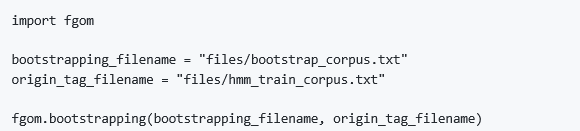 import fgom
bootstrapping_filename = "files/bootstrap_corpus.txt"
origin_tag_filename = "files/hmm_train_corpus.txt"
fgom.bootstrapping(bootstrapping_filename, origin_tag_filename)